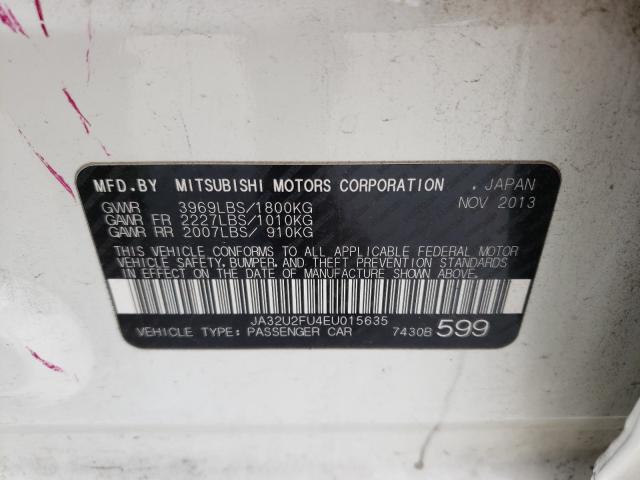 MFD.BY MITSUBISHI MOTORS CORPORATION . JAPAN
GVWR 3969LBS/1800KG NOV 2013
GAWR FR 2227LBS/1010KG
GAWR RR 2007LBS/ 910KG
THIS VEHICLE CONFORMS TO ALL APPLICABLE FEDERAL MOTOR
VEHICLE SAFETY, BUMPER, AND THEFT PREVENTION STANDARDS
IN EFFECT ON THE DATE OF MANUFACTURE SHOWN ABOVE.
JA32U2FU4EU015635
VEHICLE TYPE: PASSENGER CAR 7430B 599